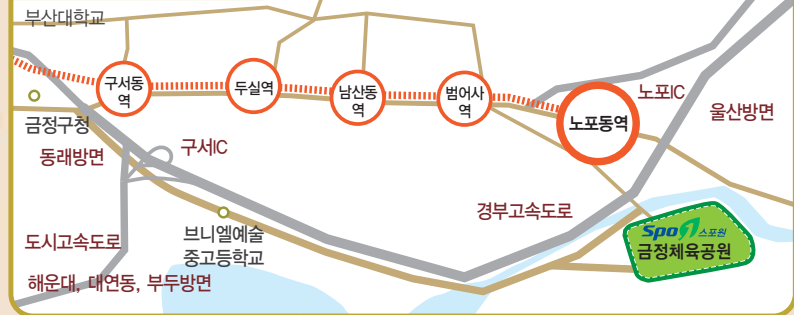 부산대학교
구서동
역
두실역
남산동
역
범어사
역
노포동역
노포IC
울산방면
금정구청
동래방면
구서IC
경부고속도로
도시고속도로
브니엘예술
중고등학교
해운대, 대연동, 부두방면
Spo1 스포원
금정체육공원